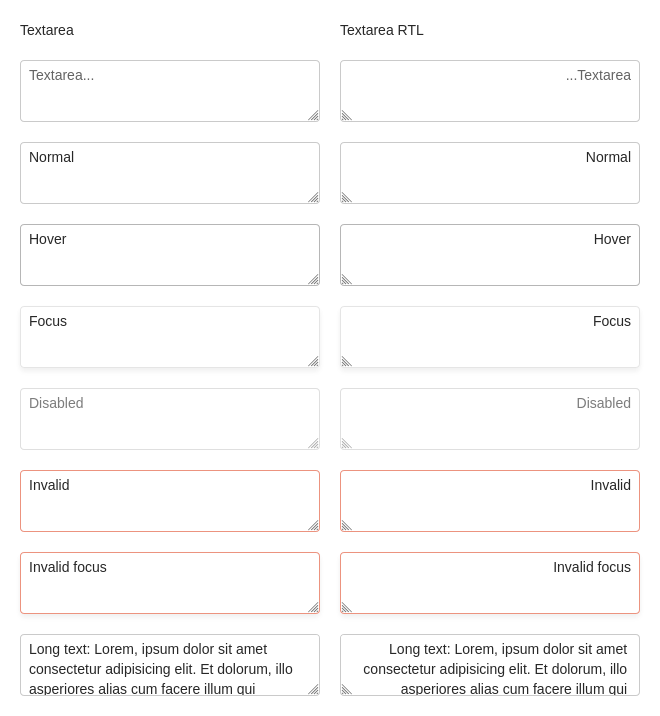 Textarea
Textarea RTL
Textarea...
...Textarea
Normal
Normal
Hover
Hover
Focus
Focus
Disabled
Disabled
Invalid
Invalid
Invalid focus
Invalid focus
Long text: Lorem, ipsum dolor sit amet
consectetur adipisicing elit. Et dolorum, illo
asperiores alias cum facere illum qui
Long text: Lorem, ipsum dolor sit amet
consectetur adipisicing elit. Et dolorum, illo
asperiores alias cum facere illum qui